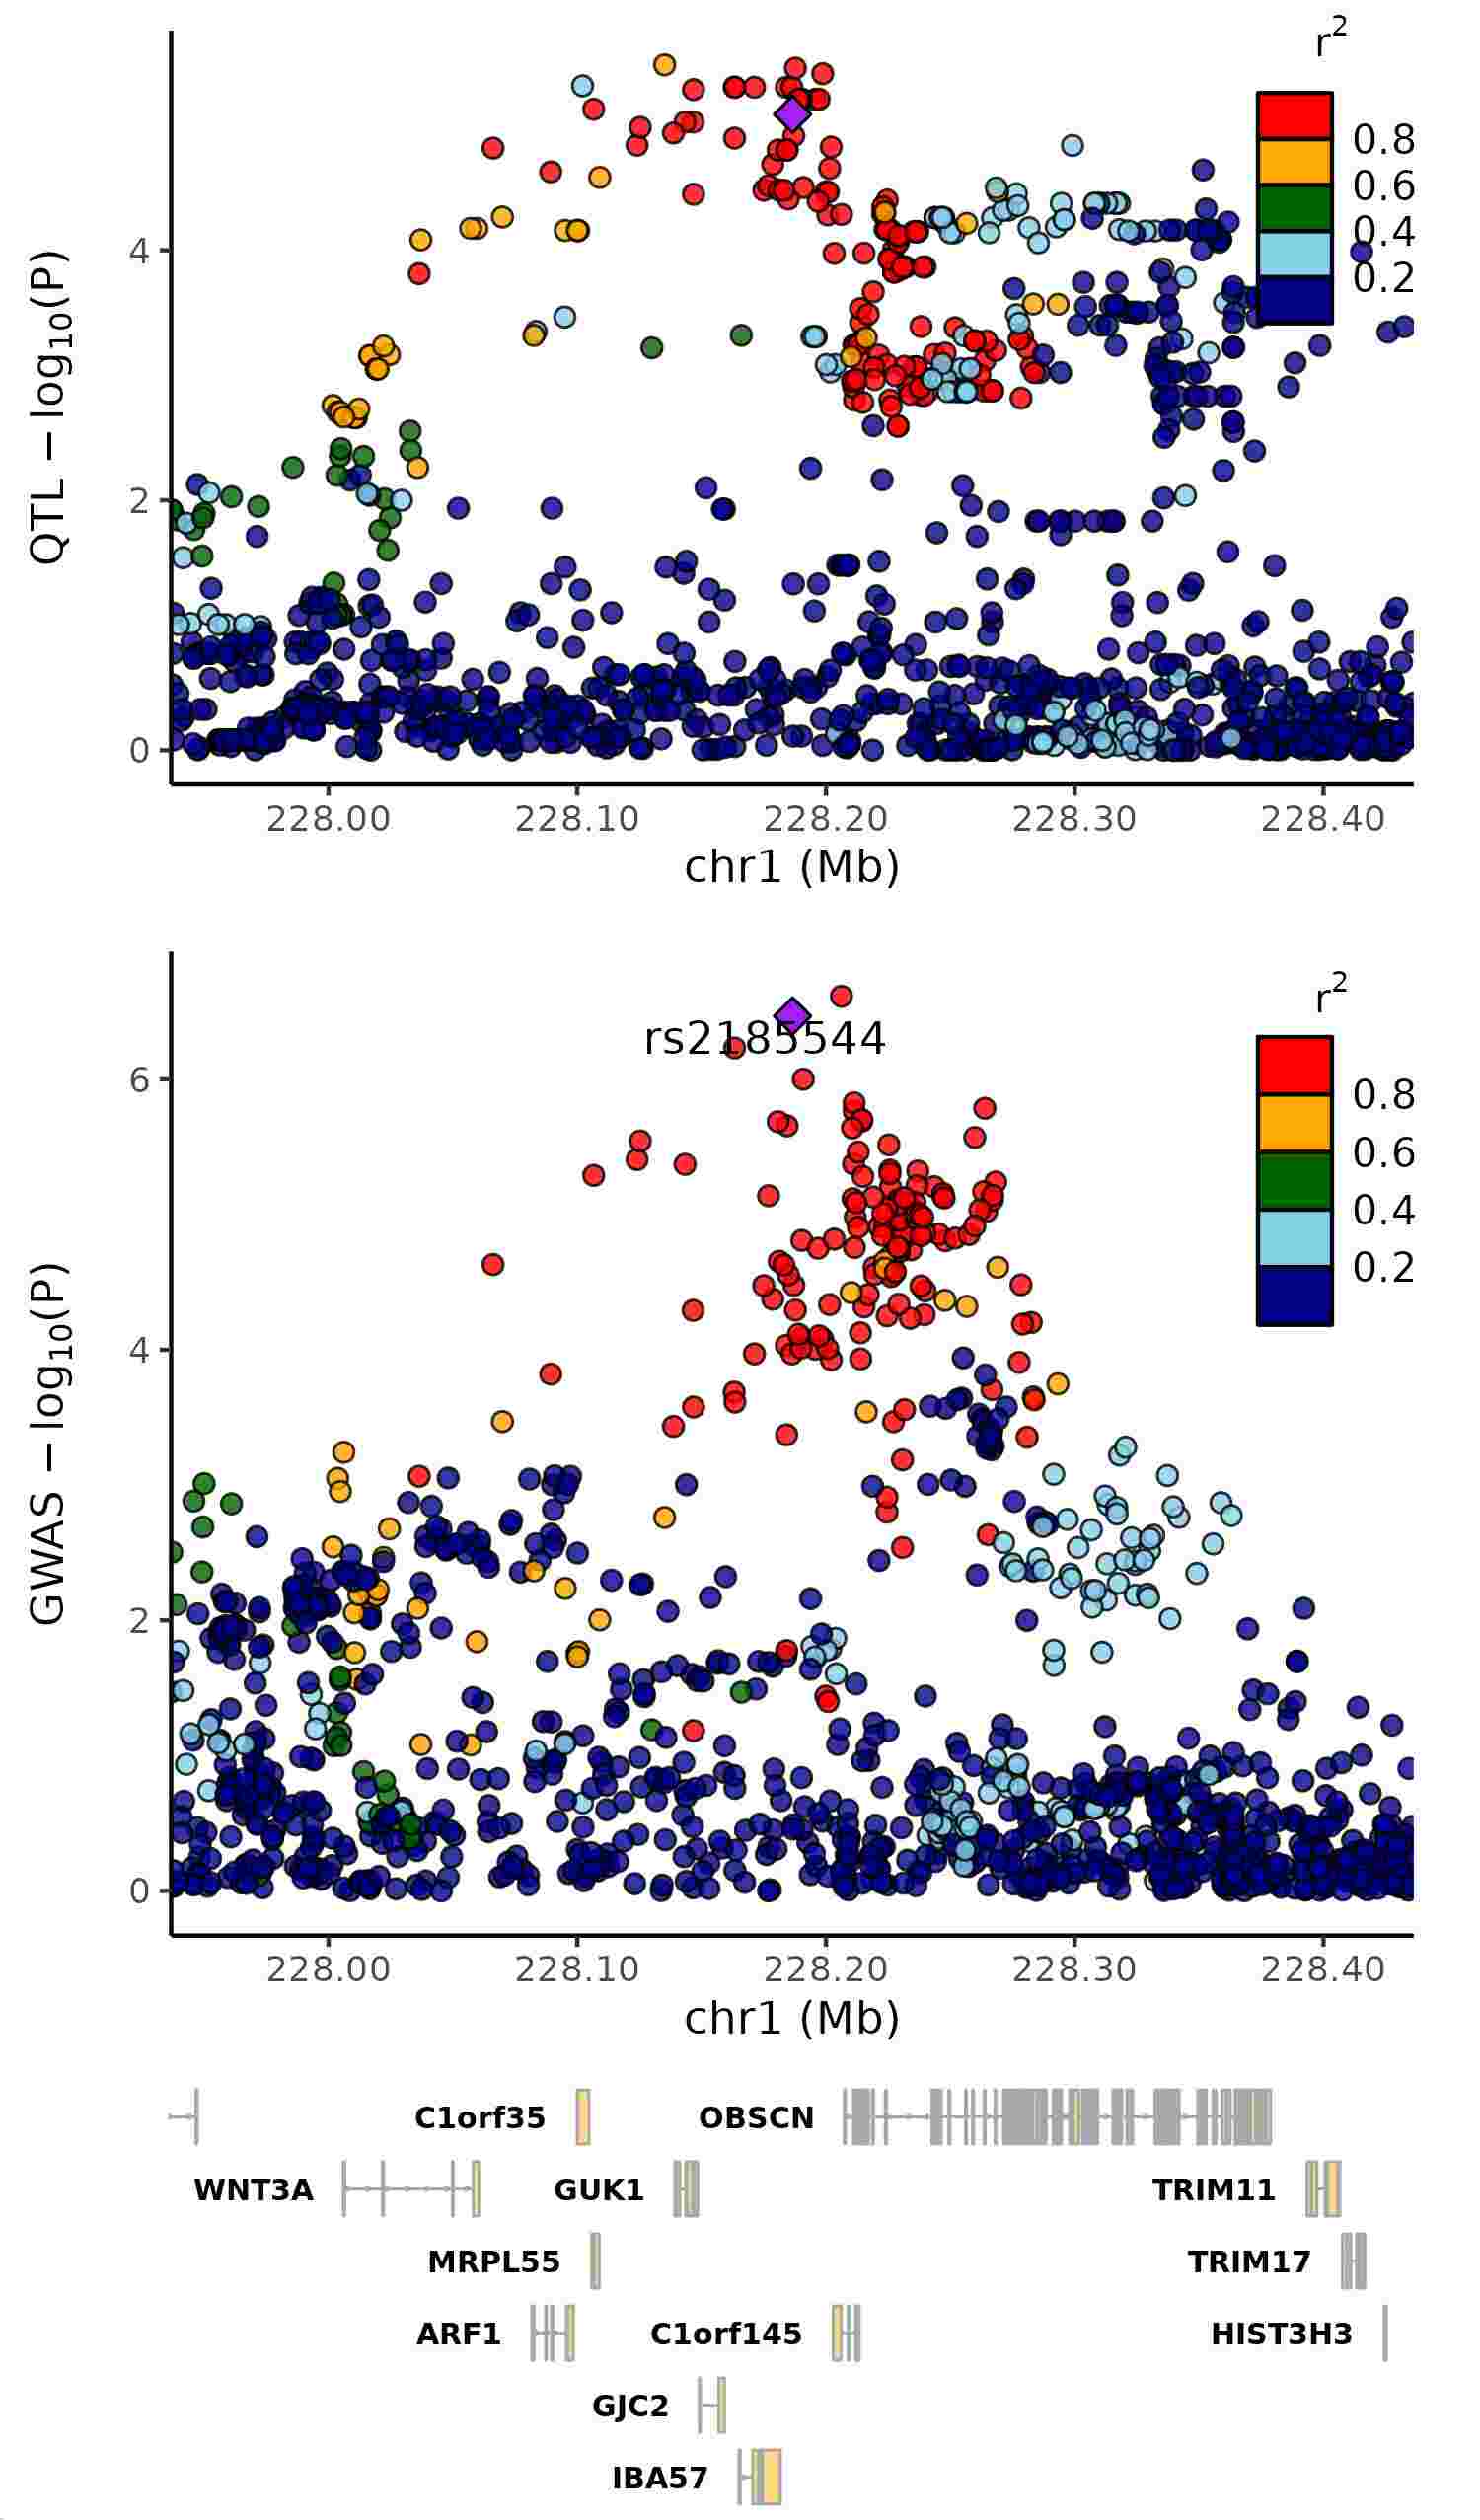 r2
0.8
0.6
0.4
0.2
QTL − log10(P)
4
2
0
228.00 228.10 228.20 228.30 228.40
chr1 (Mb)
r2
rs2185544
0.8
0.6
0.4
0.2
GWAS − log10(P)
6
4
2
0
228.00 228.10 228.20 228.30 228.40
chr1 (Mb)
C1orf35 OBSCN
WNT3A GUK1 TRIM11
MRPL55 TRIM17
ARF1 C1orf145 HIST3H3
GJC2
IBA57